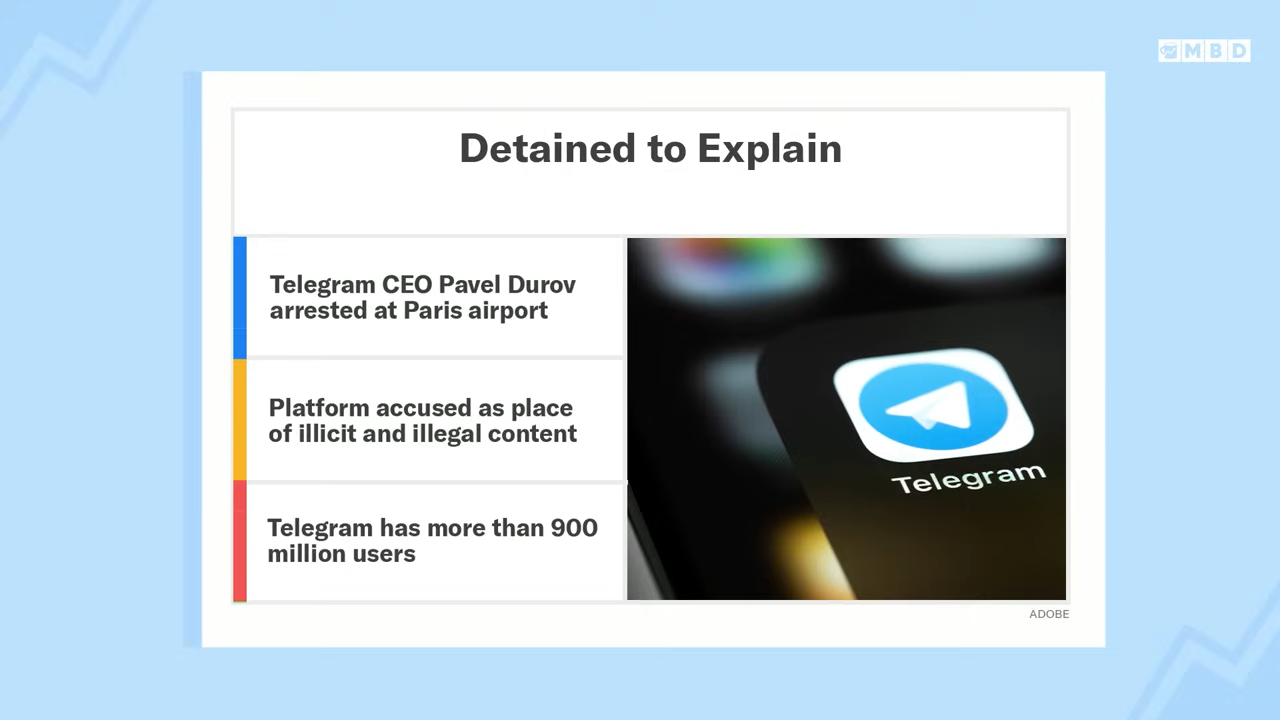 MBD
Detained to Explain
Telegram CEO Pavel Durov
arrested at Paris airport
Platform accused as place
of illicit and illegal content
Telegram has more than 900
million users
Telegram
ADOBE